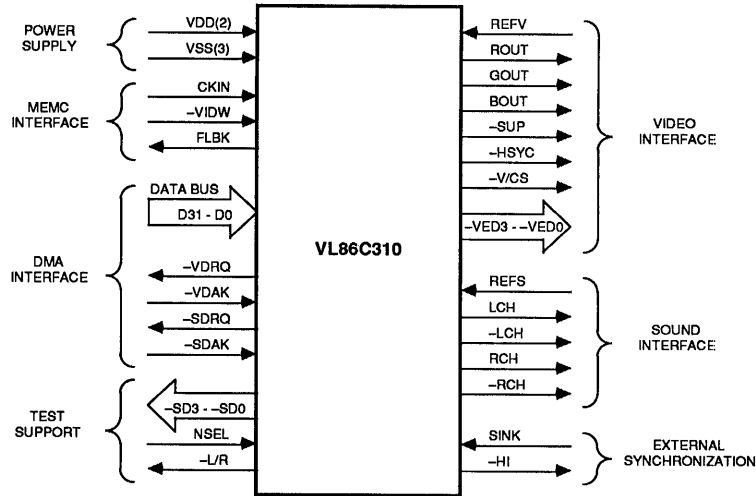 POWER
SUPPLY
VDD(2)
VSS(3)
MEMC
INTERFACE
CKIN
–VIDW
FLBK
DMA
INTERFACE
DATA BUS
D31 - D0
–VDRQ
–VDAK
–SDRQ
–SDAK
TEST
SUPPORT
–SD3 - –SD0
NSEL
–L/R
VL86C310
REFV
ROUT
GOUT
BOUT
–SUP
–HSYC
–V/CS
–VED3 - –VED0
VIDEO
INTERFACE
REFS
LCH
–LCH
RCH
–RCH
SOUND
INTERFACE
SINK
–HI
EXTERNAL
SYNCHRONIZATION